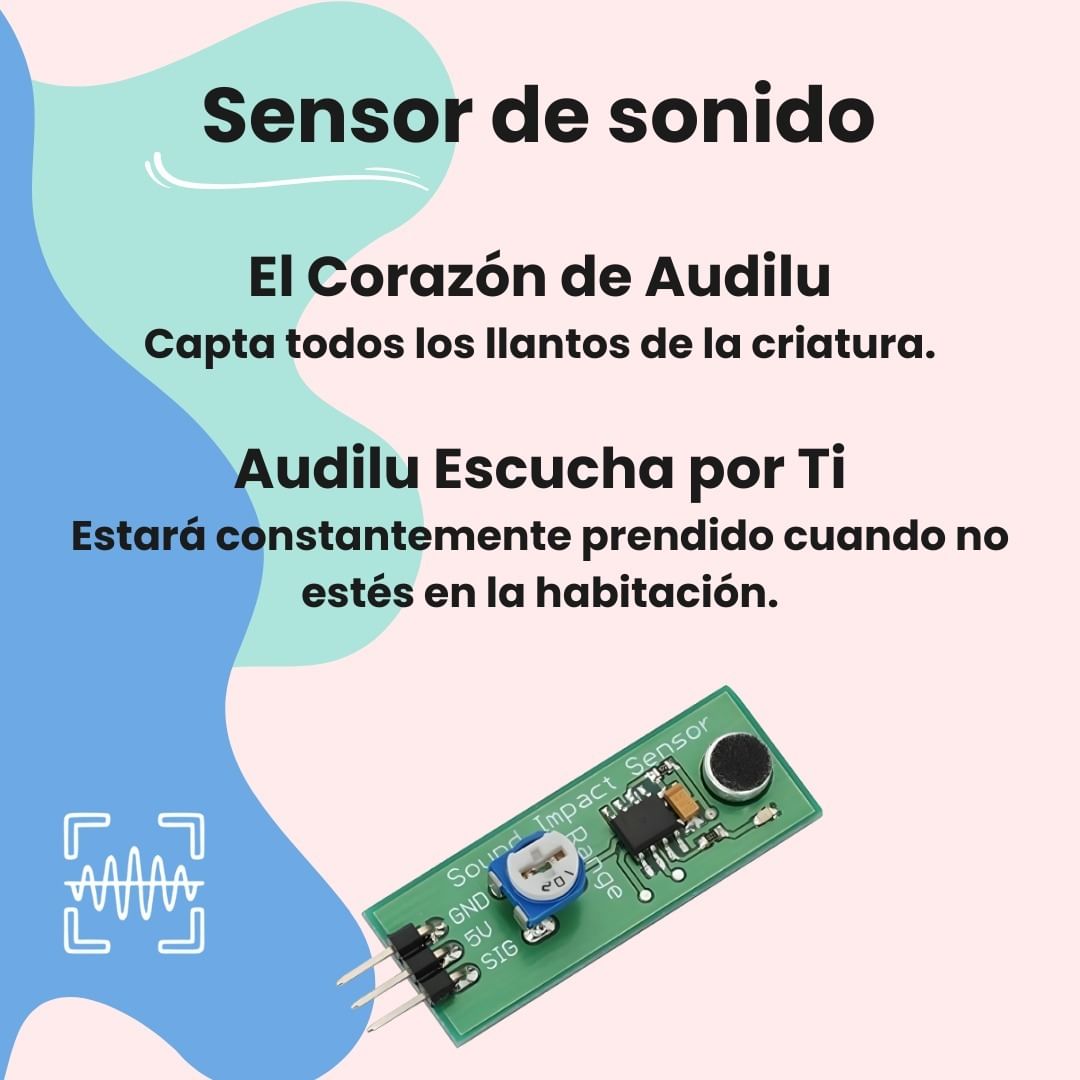 Sensor de sonido
El Corazón de Audilu
Capta todos los llantos de la criatura.
Audilu Escucha por Ti
Estará constantemente prendido cuando no
estés en la habitación.
Sound Impact Sensor
Range
GND
5V
SIG
201